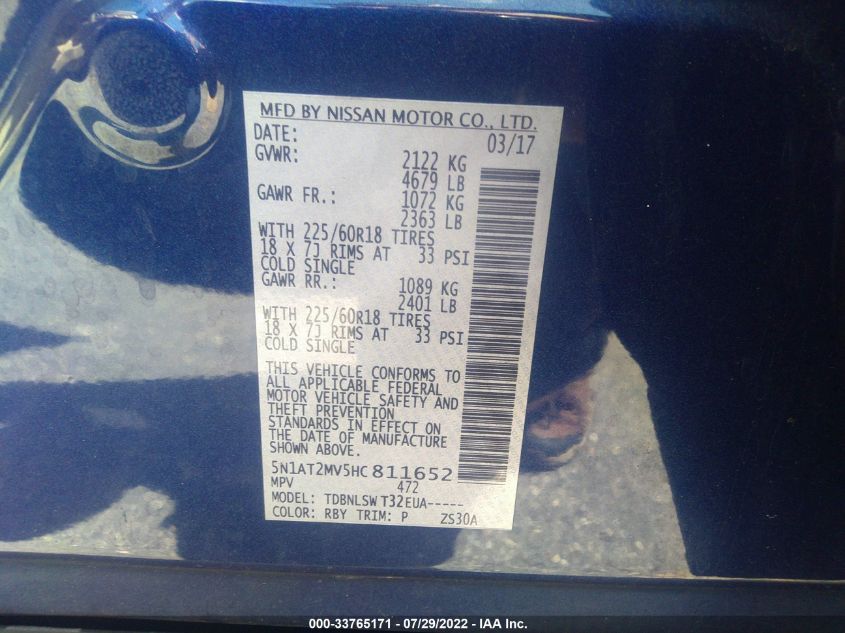 MFD BY NISSAN MOTOR CO., LTD.
DATE: 03/17
GVWR: 2122 KG
4679 LB
GAWR FR.: 1072 KG
2363 LB
WITH 225/60R18 TIRES
18 X 7J RIMS AT 33 PSI
COLD SINGLE
GAWR RR.: 1089 KG
2401 LB
WITH 225/60R18 TIRES
18 X 7J RIMS AT 33 PSI
COLD SINGLE
THIS VEHICLE CONFORMS TO
ALL APPLICABLE FEDERAL
MOTOR VEHICLE SAFETY AND
THEFT PREVENTION
STANDARDS IN EFFECT ON
THE DATE OF MANUFACTURE
SHOWN ABOVE.
5N1AT2MV5HC811652
MPV 472
MODEL: TDBNLSW T32EUA-----
COLOR: RBY TRIM: P ZS30A
000-33765171 - 07/29/2022 - IAA Inc.